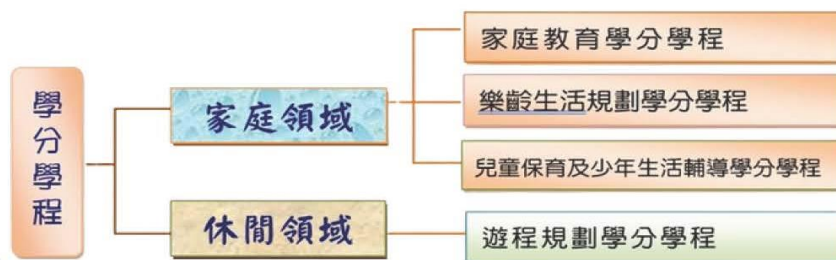 學分學程
家庭領域
家庭教育學分學程
樂齡生活規劃學分學程
兒童保育及少年生活輔導學分學程
休閒領域
遊程規劃學分學程